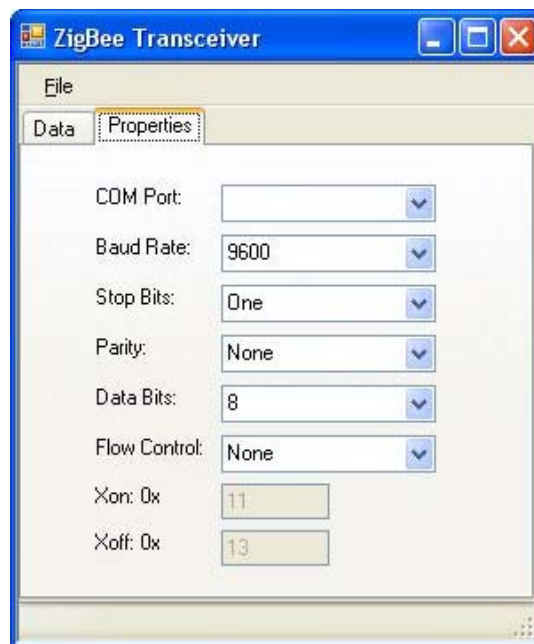 ZigBee Transceiver
File
Data Properties
COM Port:
Baud Rate: 9600
Stop Bits: One
Parity: None
Data Bits: 8
Flow Control: None
Xon: 0x 11
Xoff: 0x 13